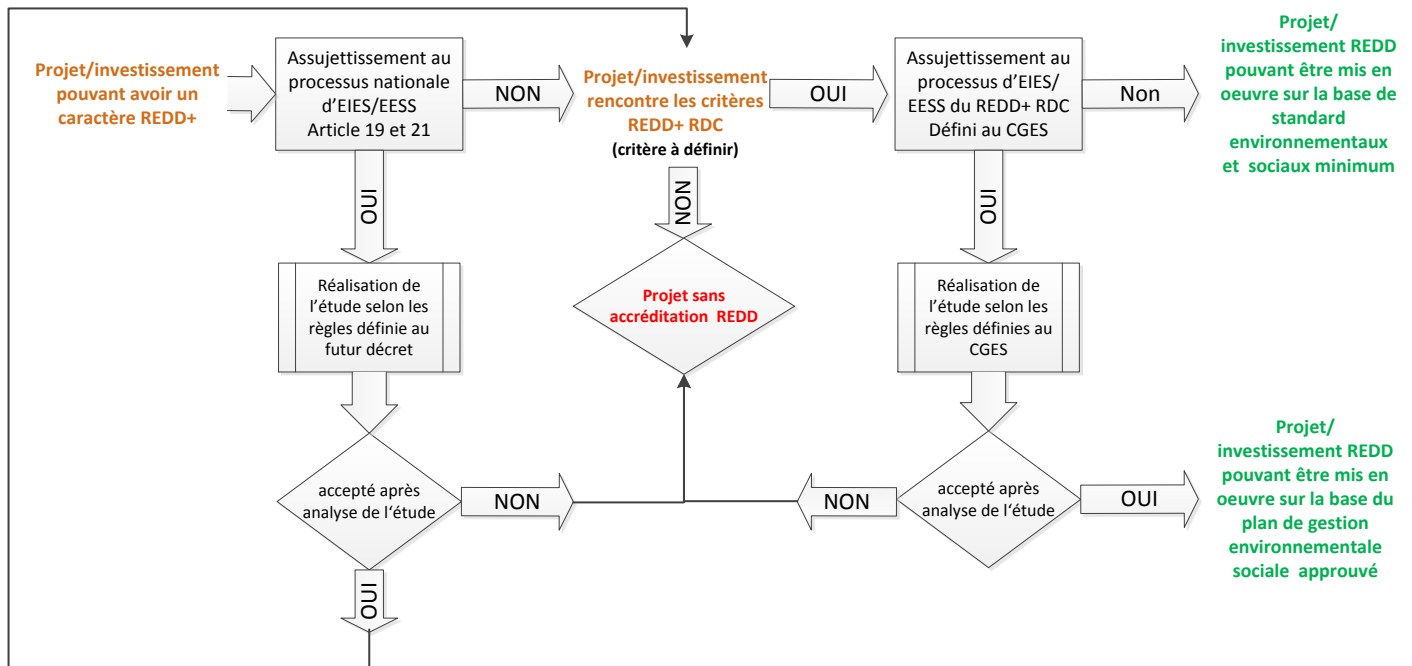 Projet/investissement
pouvant avoir un
caractère REDD+
Assujettissement au
processus nationale
d'EIES/EESS
Article 19 et 21
NON
Projet/investissement
rencontre les critères
REDD+ RDC
(critère à définir)
OUI
Assujettissement au
processus d'EIES/
EESS du REDD+ RDC
Défini au CGES
Non
Projet/
investissement REDD
pouvant être mis en
oeuvre sur la base de
standard
environnementaux
et sociaux minimum
OUI
NON
OUI
Réalisation de
l'étude selon les
règles définie au
futur décret
Projet sans
accréditation REDD
Réalisation de
l'étude selon les
règles définies au
CGES
accepté après
analyse de l'étude
NON
NON
accepté après
analyse de l'étude
OUI
Projet/
investissement REDD
pouvant être mis en
oeuvre sur la base du
plan de gestion
environnementale
sociale approuvé
OUI